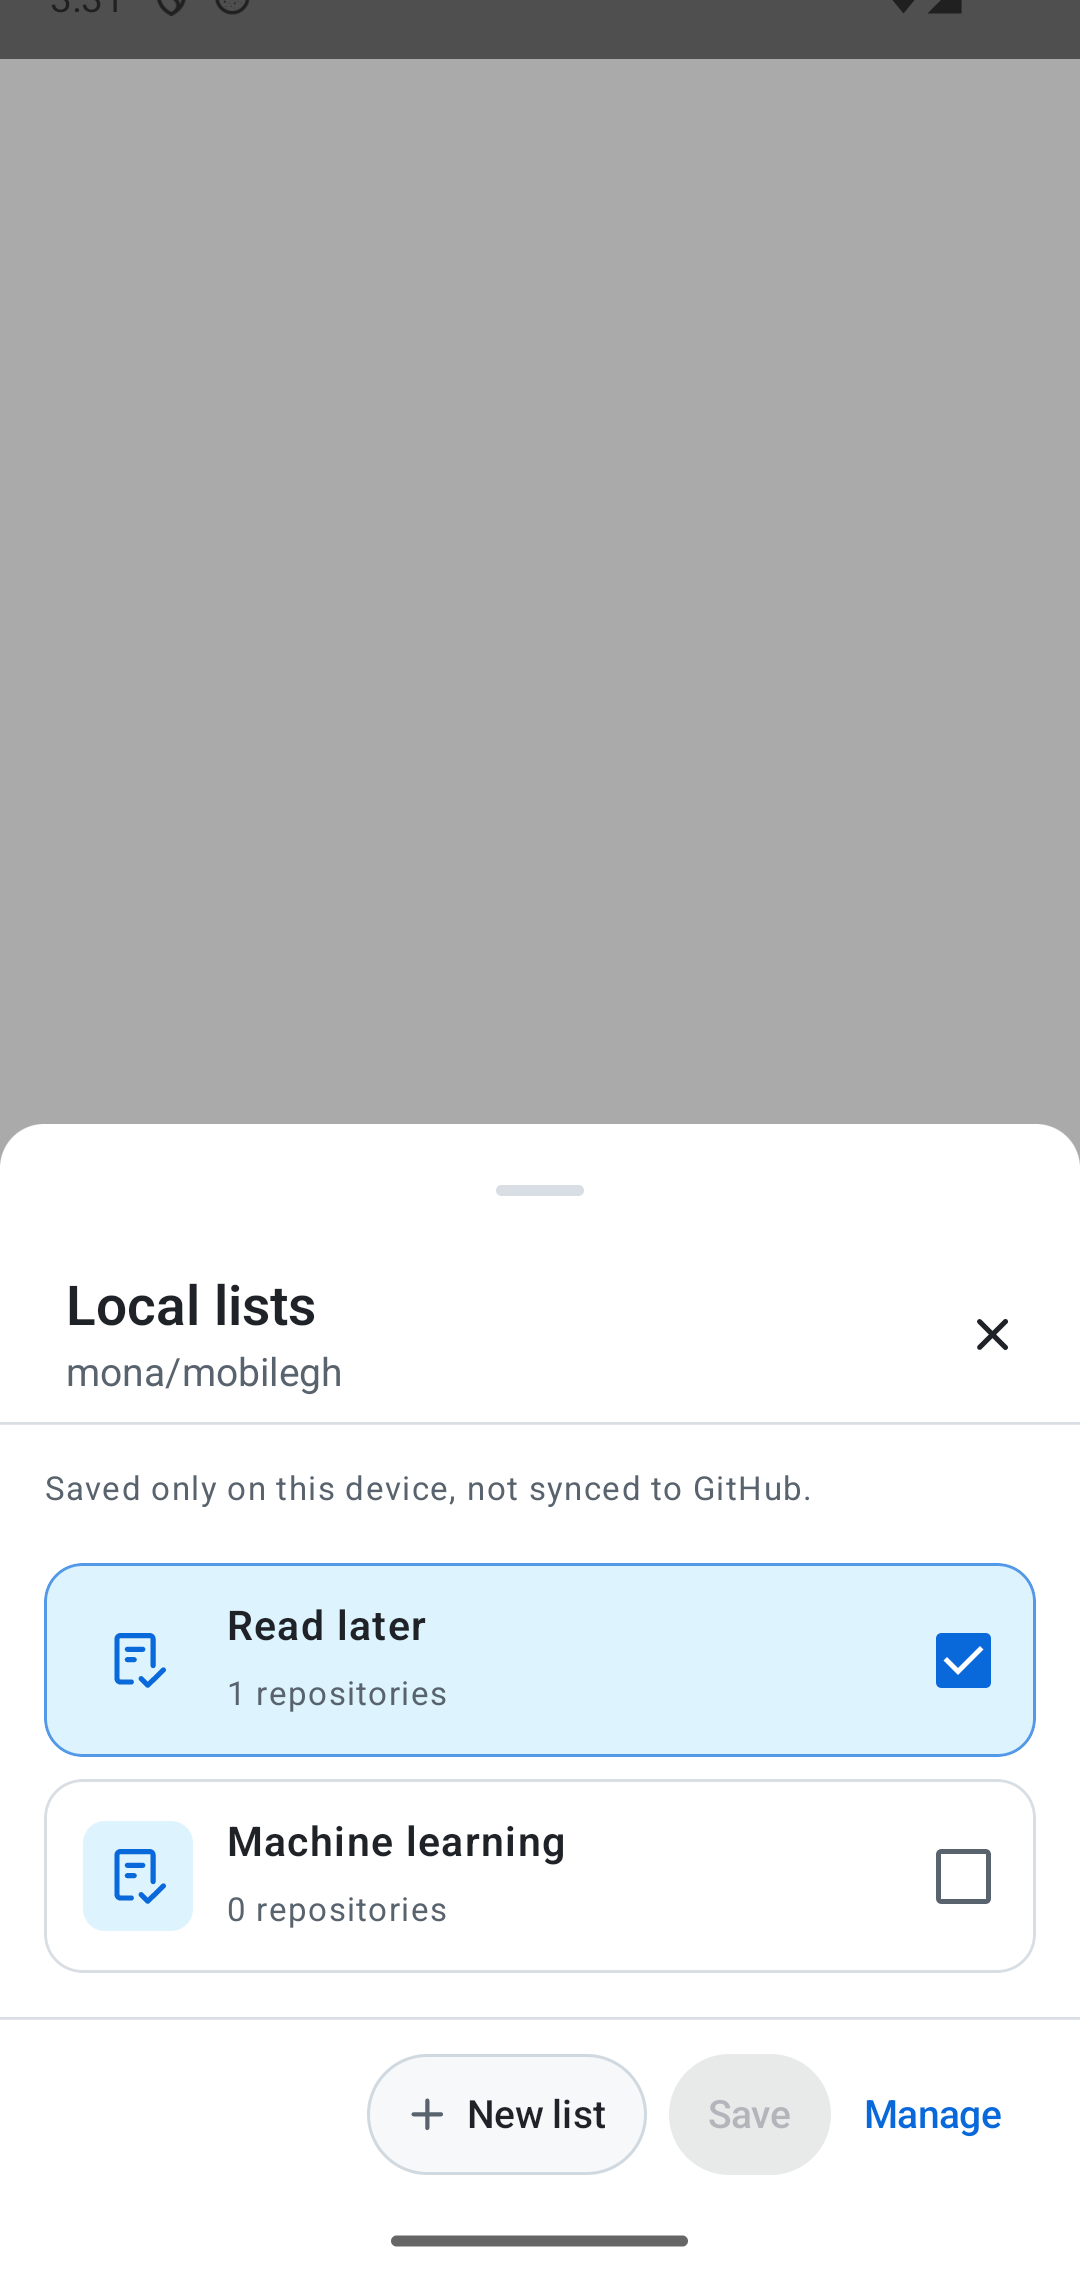 Local lists
mona/mobilegh
Saved only on this device, not synced to GitHub.
Read later
1 repositories
Machine learning
0 repositories
New list
Save
Manage